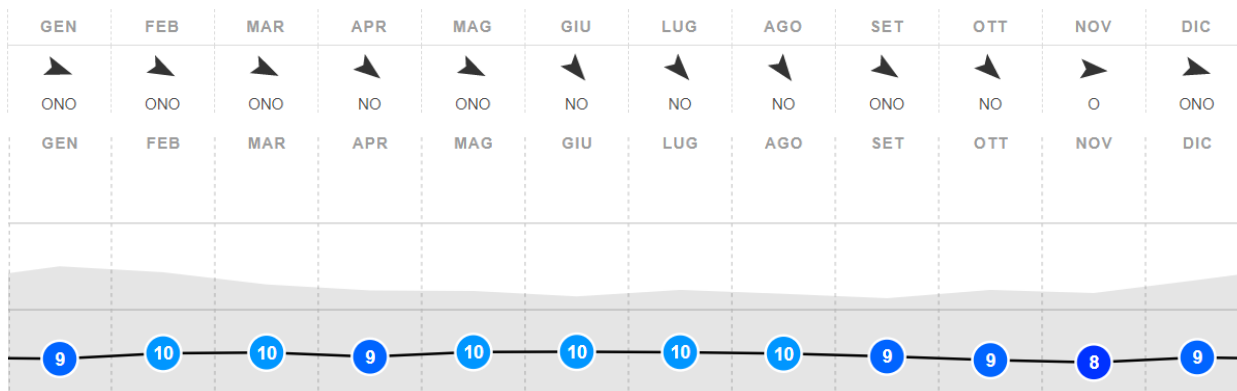 GEN FEB MAR APR MAG GIU LUG AGO SET OTT NOV DIC
ONO ONO ONO NO ONO NO NO NO ONO NO O ONO
GEN FEB MAR APR MAG GIU LUG AGO SET OTT NOV DIC
9 10 10 9 10 10 10 10 9 9 8 9